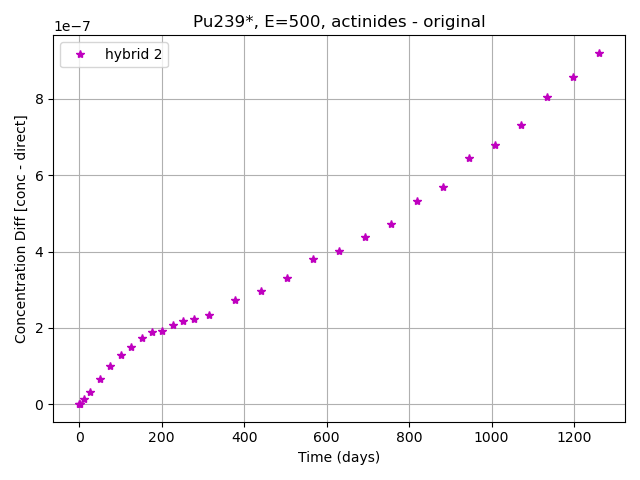 Pu239*, E=500, actinides - original
1e−7
hybrid 2
8
6
4
2
0
Concentration Diff [conc - direct]
0 200 400 600 800 1000 1200
Time (days)